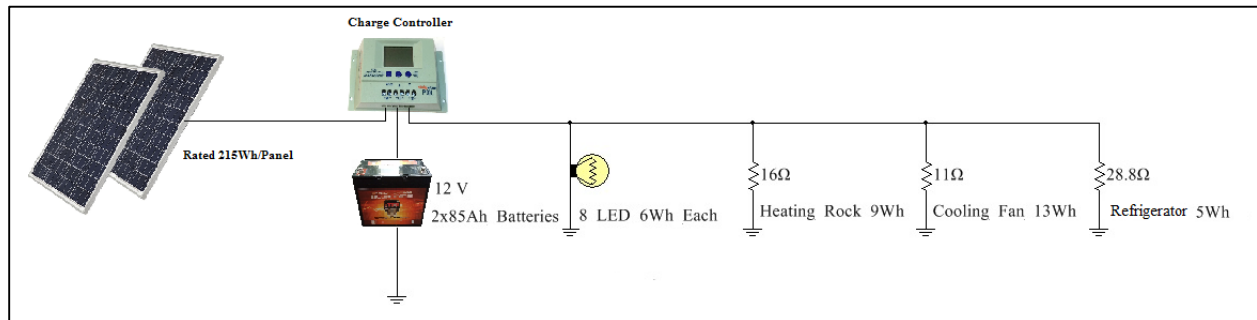 Charge Controller
Rated 215Wh/Panel
12 V
2x85Ah Batteries
8 LED 6Wh Each
16Ω
Heating Rock 9Wh
11Ω
Cooling Fan 13Wh
28.8Ω
Refrigerator 5Wh